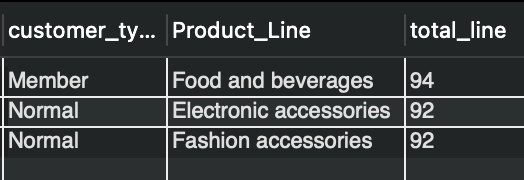 customer_ty... Product_Line total_line
Member Food and beverages 94
Normal Electronic accessories 92
Normal Fashion accessories 92